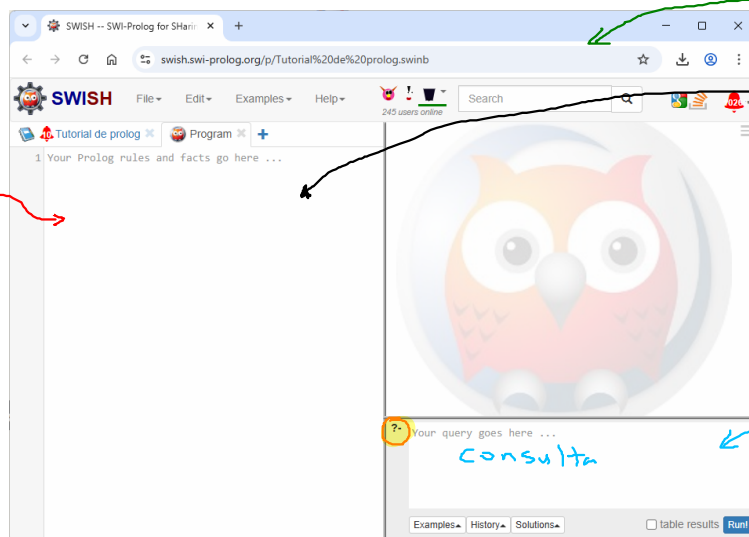 SWISH -- SWI-Prolog for SHarin
swish.swi-prolog.org/p/Tutorial%20de%20prolog.swinb
SWISH File Edit Examples Help Search
245 users online
Tutorial de prolog Program
1 Your Prolog rules and facts go here ...
?- Your query goes here ...
Consulta
Examples History Solutions table results Run!